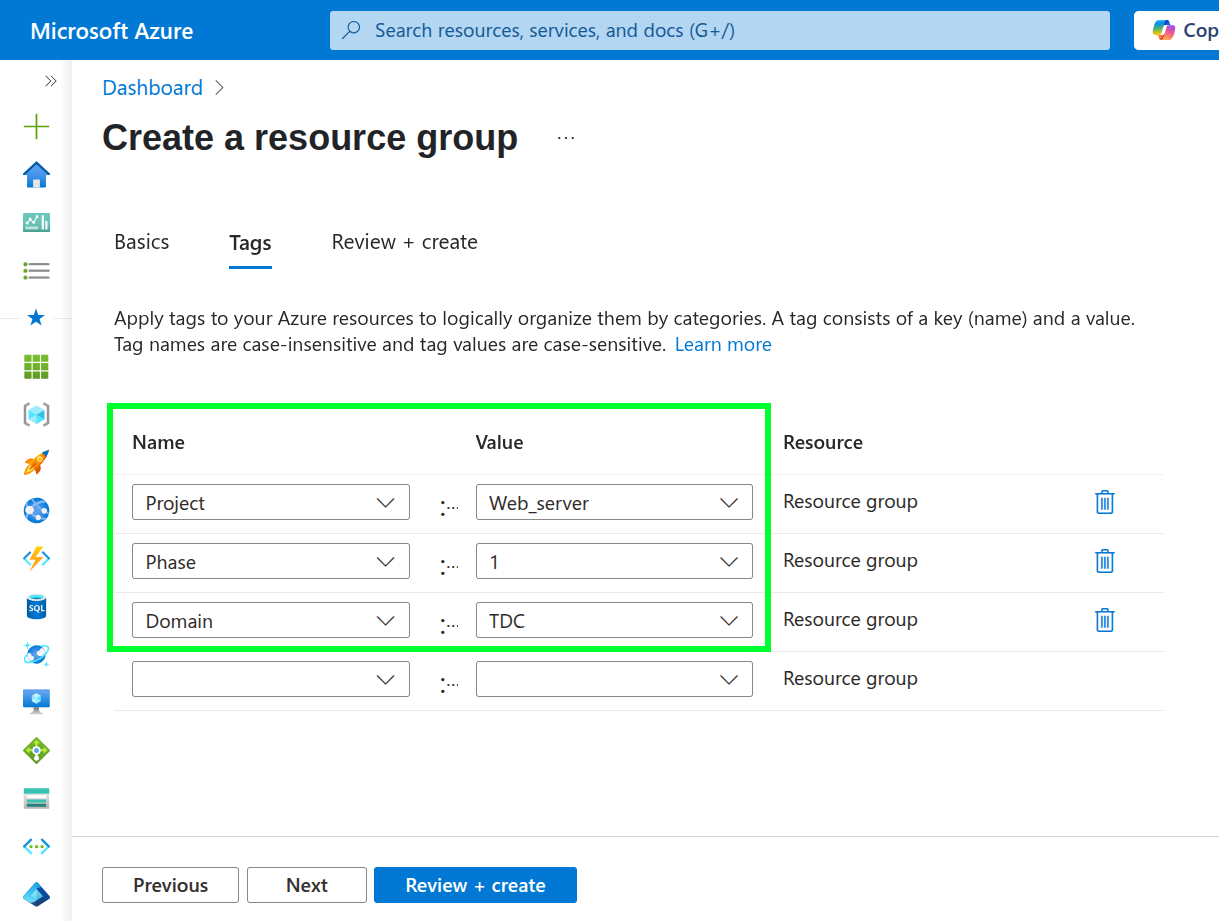 Microsoft Azure
Search resources, services, and docs (G+/)
Cop
Dashboard >
Create a resource group ...
Basics Tags Review + create
Apply tags to your Azure resources to logically organize them by categories. A tag consists of a key (name) and a value.
Tag names are case-insensitive and tag values are case-sensitive. Learn more
Name Value Resource
Project :... Web_server Resource group
Phase :... 1 Resource group
Domain :... TDC Resource group
:... Resource group
SQL
Previous Next Review + create